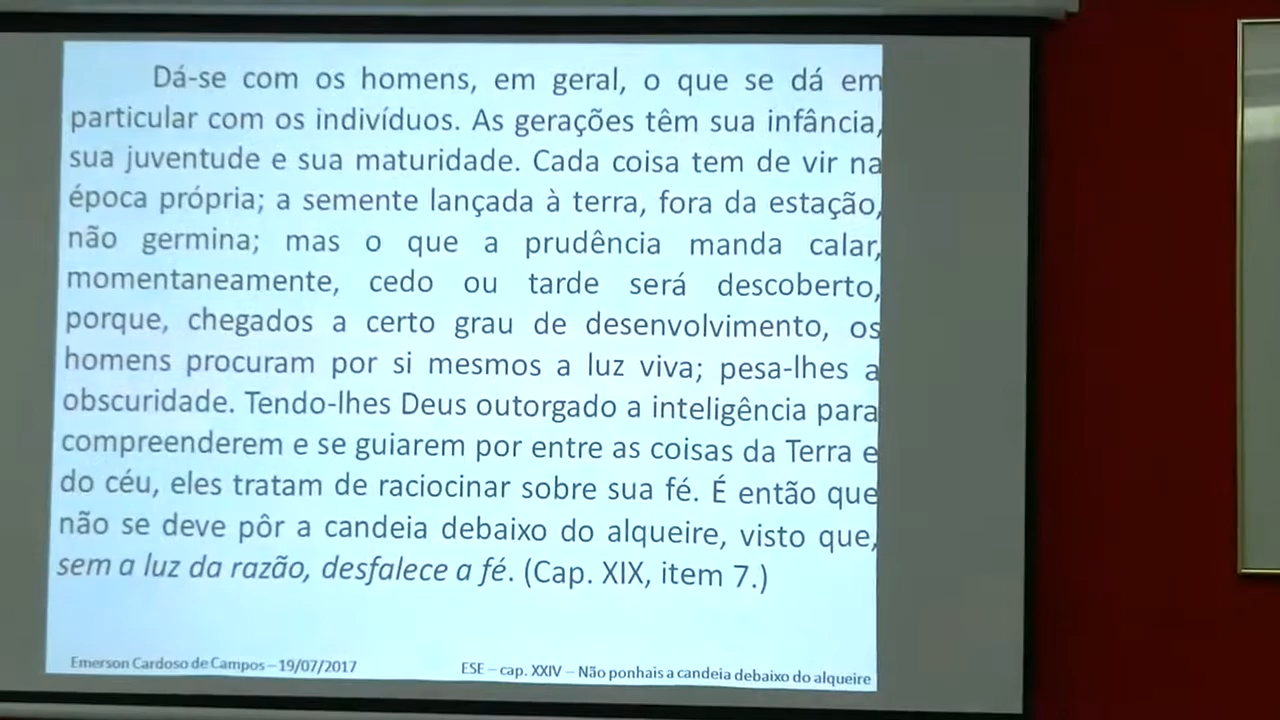 Dá-se com os homens, em geral, o que se dá em
particular com os indivíduos. As gerações têm sua infância,
sua juventude e sua maturidade. Cada coisa tem de vir na
época própria; a semente lançada à terra, fora da estação,
não germina; mas o que a prudência manda calar,
momentaneamente, cedo ou tarde será descoberto,
porque, chegados a certo grau de desenvolvimento, os
homens procuram por si mesmos a luz viva; pesa-lhes a
obscuridade. Tendo-lhes Deus outorgado a inteligência para
compreenderem e se guiarem por entre as coisas da Terra e
do céu, eles tratam de raciocinar sobre sua fé. É então que
não se deve pôr a candeia debaixo do alqueire, visto que,
sem a luz da razão, desfalece a fé. (Cap. XIX, item 7.)
Emerson Cardoso de Campos – 19/07/2017
ESE – cap. XXIV – Não ponhais a candeia debaixo do alqueire